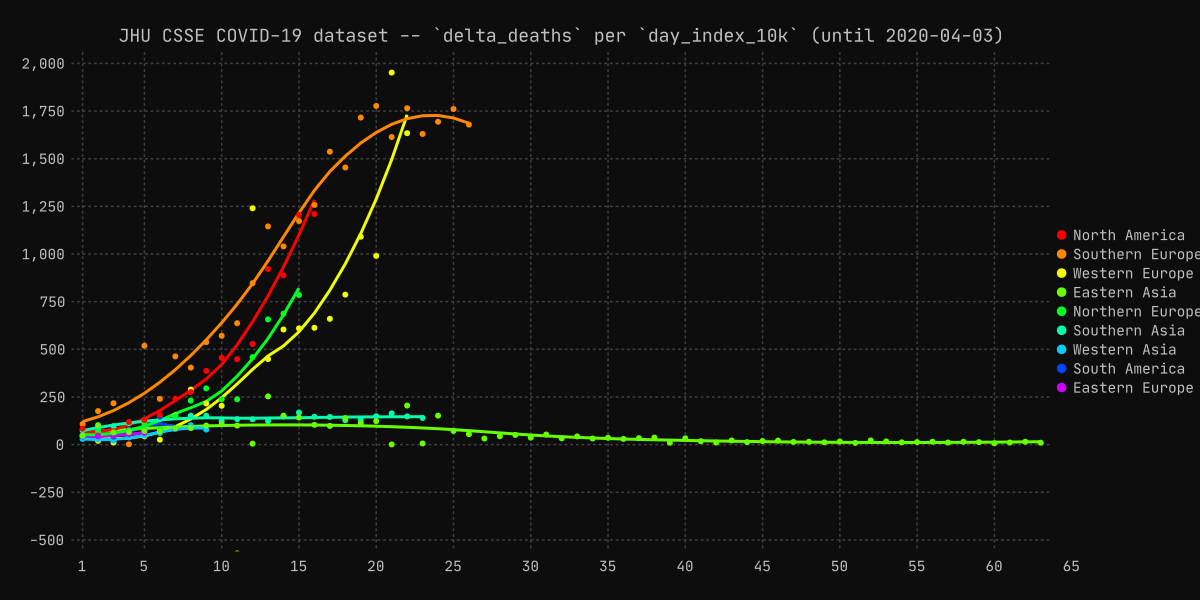 JHU CSSE COVID-19 dataset -- `delta_deaths` per `day_index_10k` (until 2020-04-03)
2,000
1,750
1,500
1,250
1,000
750
500
250
0
-250
-500
1 5 10 15 20 25 30 35 40 45 50 55 60 65
North America
Southern Europe
Western Europe
Eastern Asia
Northern Europe
Southern Asia
Western Asia
South America
Eastern Europe